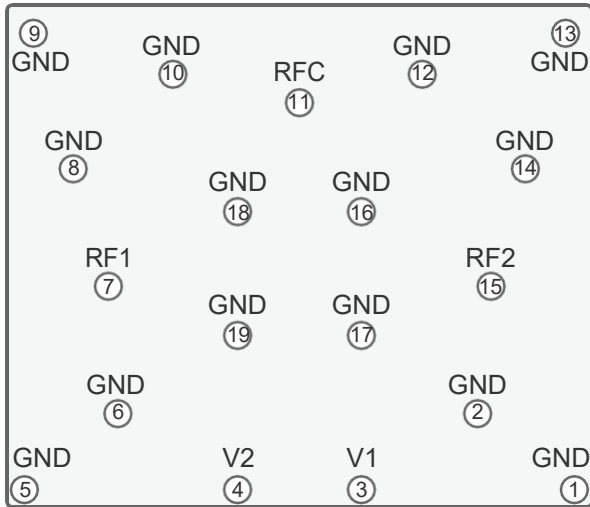 9 13
GND GND GND GND
10 RFC 12
11
GND GND
8 14
GND GND
18 16
RF1 RF2
7 15
GND GND
19 17
GND GND
6 2
GND V2 V1 GND
5 4 3 1